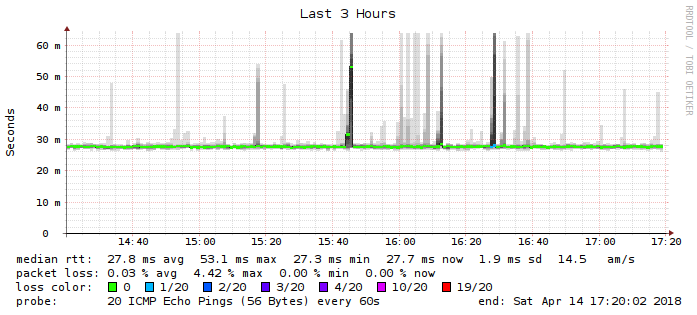 Last 3 Hours
RRDTOOL / TOBI OETIKER
Seconds
60 m
50 m
40 m
30 m
20 m
10 m
0
14:40 15:00 15:20 15:40 16:00 16:20 16:40 17:00 17:20
median rtt: 27.8 ms avg 53.1 ms max 27.3 ms min 27.7 ms now 1.9 ms sd 14.5 am/s
packet loss: 0.03 % avg 4.42 % max 0.00 % min 0.00 % now
loss color: 0 1/20 2/20 3/20 4/20 10/20 19/20
probe: 20 ICMP Echo Pings (56 Bytes) every 60s end: Sat Apr 14 17:20:02 2018